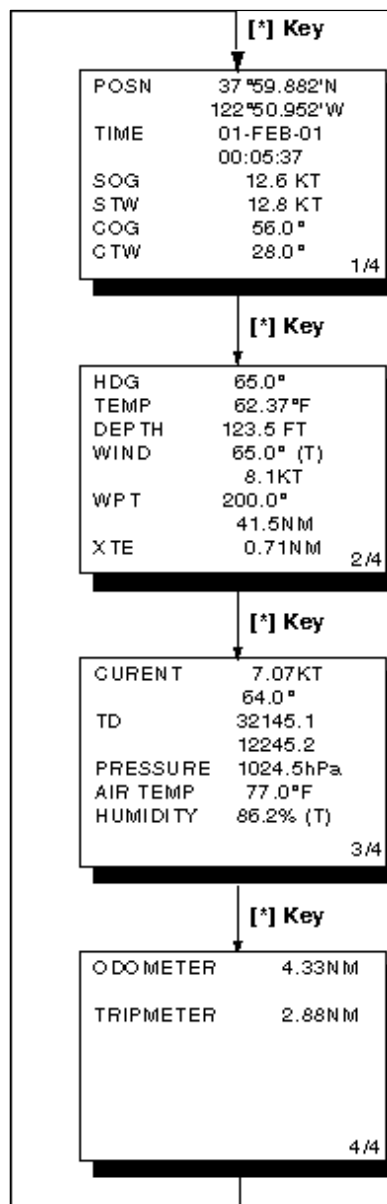 [*] Key
POSN 37°59.882'N
122°50.952'W
TIME 01-FEB-01
00:05:37
SOG 12.6 KT
STW 12.8 KT
COG 56.0°
CTW 28.0°
1/4
[*] Key
HDG 65.0°
TEMP 62.37°F
DEPTH 123.5 FT
WIND 65.0° (T)
8.1KT
WPT 200.0°
41.5NM
XTE 0.71NM
2/4
[*] Key
CURENT 7.07KT
64.0°
TD 32145.1
12245.2
PRESSURE 1024.5hPa
AIR TEMP 77.0°F
HUMIDITY 86.2% (T)
3/4
[*] Key
ODOMETER 4.33NM
TRIPMETER 2.88NM
4/4